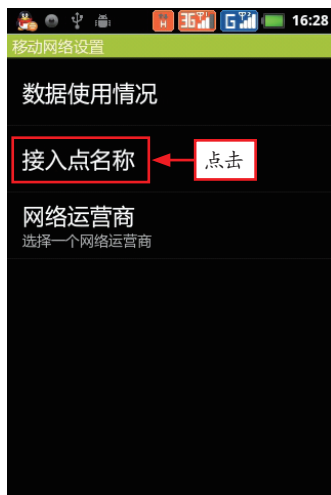 3G G 16:28
移动网络设置
数据使用情况
接入点名称
点击
网络运营商
选择一个网络运营商